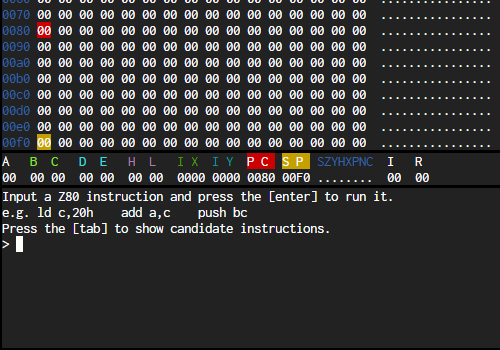 0070 00 00 00 00 00 00 00 00 00 00 00 00 00 00 00 00 ................
0080 00 00 00 00 00 00 00 00 00 00 00 00 00 00 00 00 ................
0090 00 00 00 00 00 00 00 00 00 00 00 00 00 00 00 00 ................
00a0 00 00 00 00 00 00 00 00 00 00 00 00 00 00 00 00 ................
00b0 00 00 00 00 00 00 00 00 00 00 00 00 00 00 00 00 ................
00c0 00 00 00 00 00 00 00 00 00 00 00 00 00 00 00 00 ................
00d0 00 00 00 00 00 00 00 00 00 00 00 00 00 00 00 00 ................
00e0 00 00 00 00 00 00 00 00 00 00 00 00 00 00 00 00 ................
00f0 00 00 00 00 00 00 00 00 00 00 00 00 00 00 00 00 ................
A B C D E H L IX IY PC SP SZYHXPNC I R
00 00 00 00 00 00 00 0000 0000 0080 00F0 ........ 00 00
Input a Z80 instruction and press the [enter] to run it.
e.g. ld c,20h add a,c push bc
Press the [tab] to show candidate instructions.
>